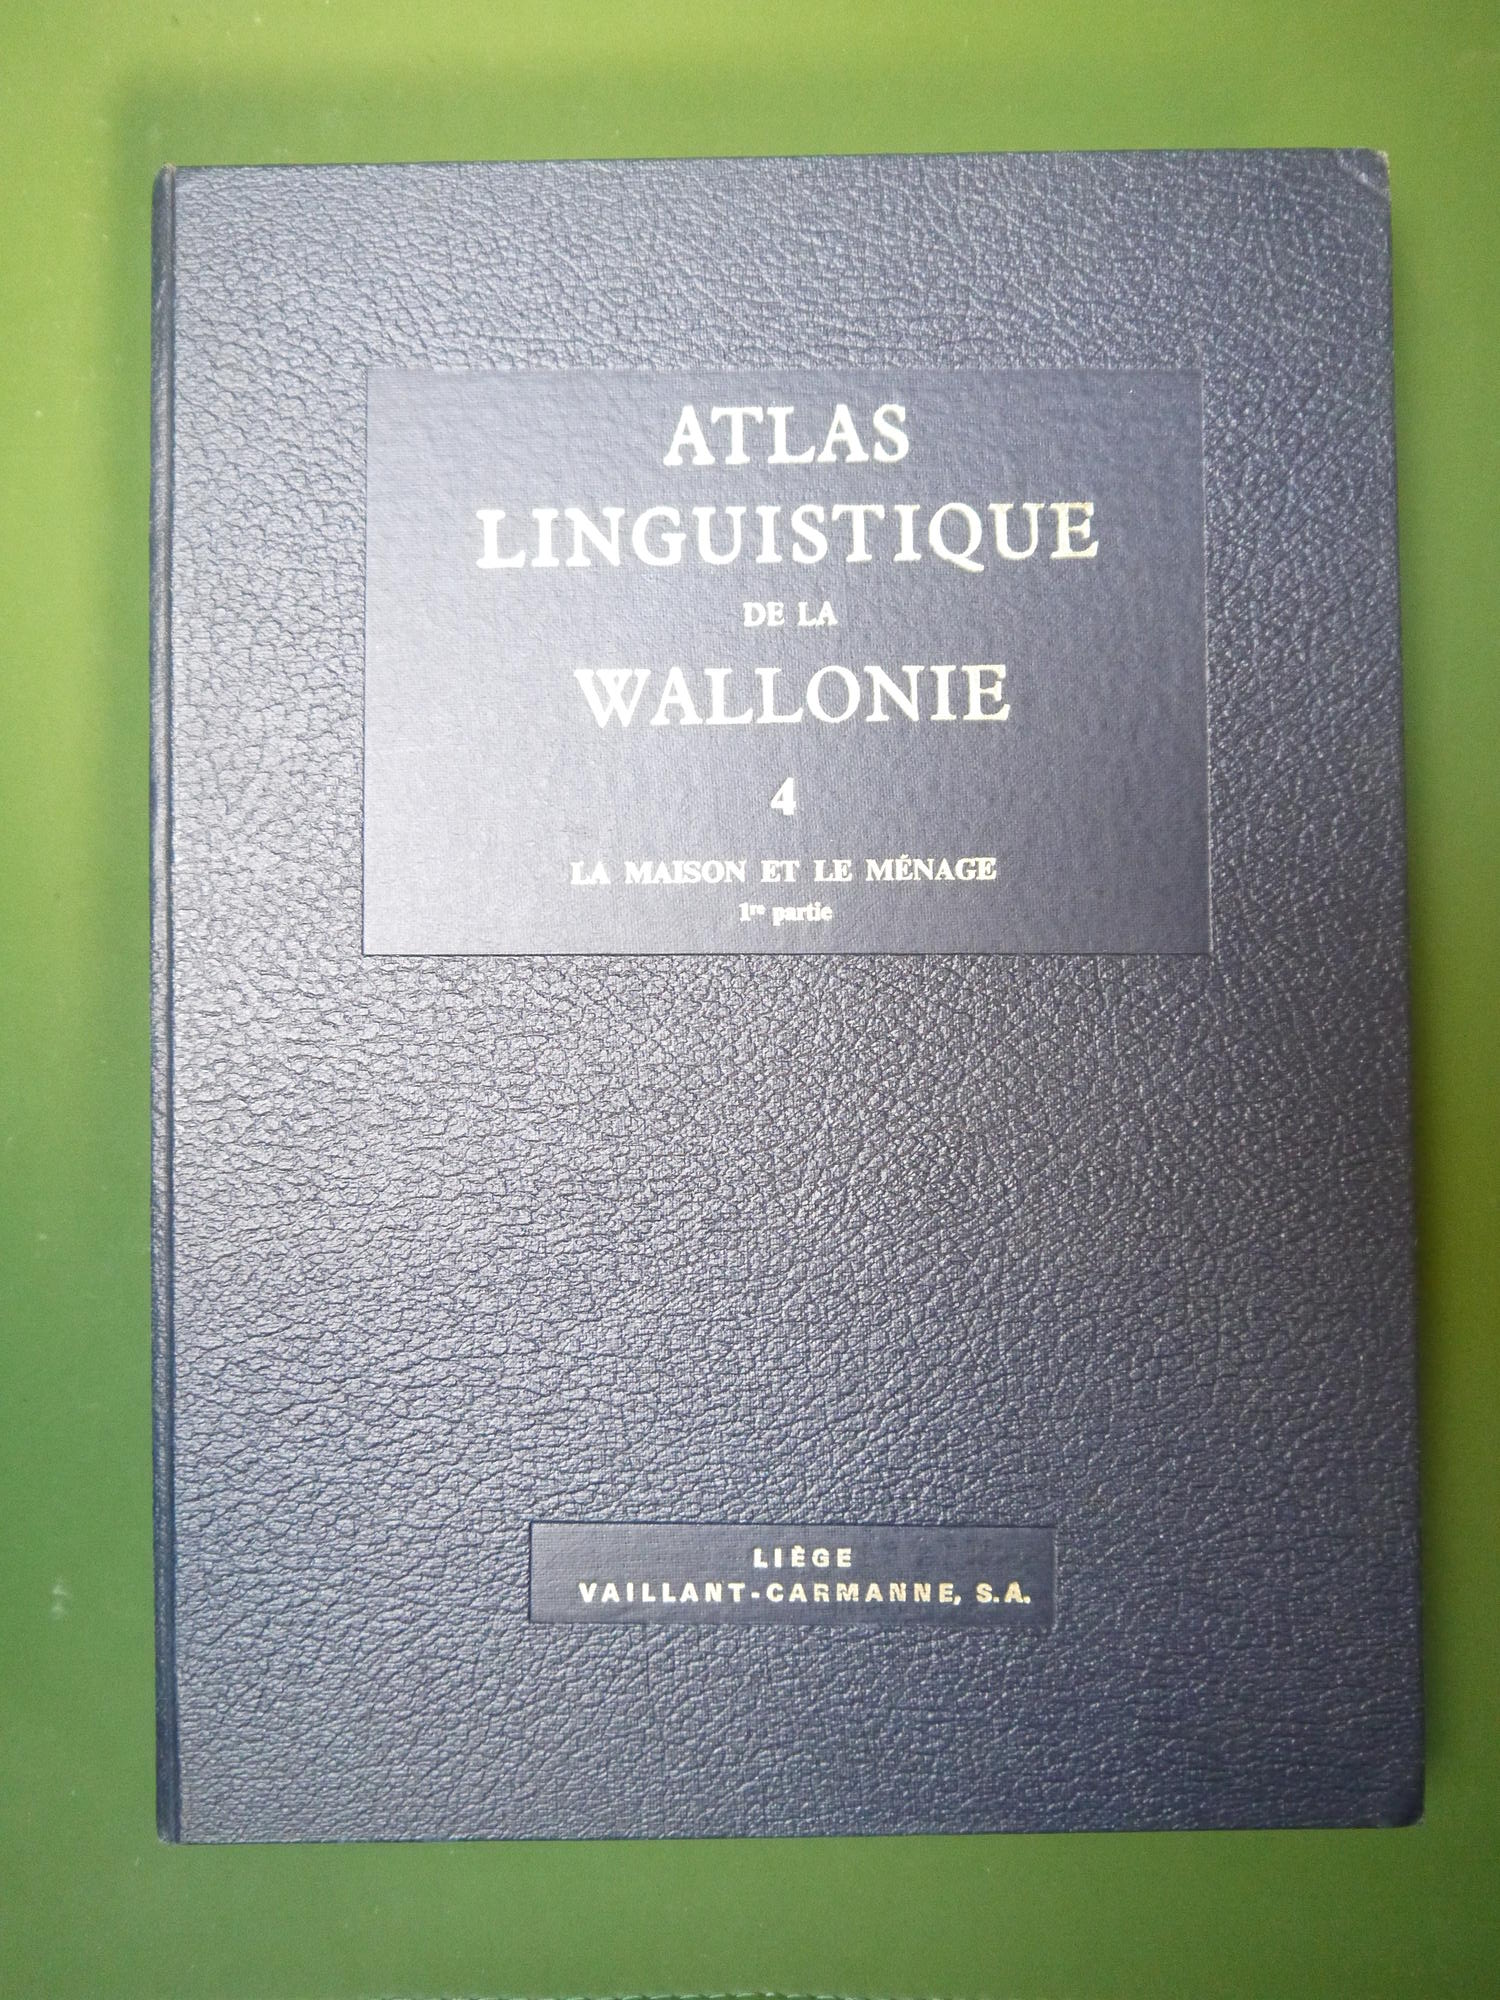 ATLAS
LINGUISTIQUE
DE LA
WALLONIE
4
LA MAISON ET LE MÉNAGE
1re partie
LIÈGE
VAILLANT-CARMANNE, S.A.